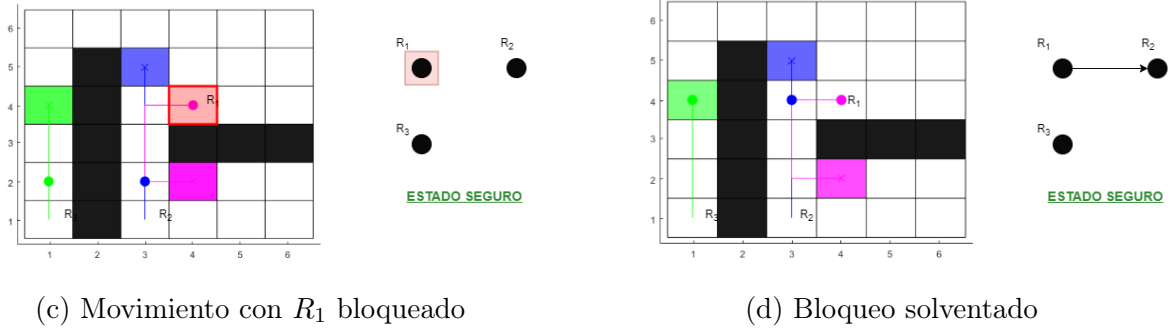 6
5
4
3
2
1
1 2 3 4 5 6
R1
R3
R2
R1
R2
R3
ESTADO SEGURO
(c) Movimiento con R1 bloqueado
6
5
4
3
2
1
1 2 3 4 5 6
R1
R3
R2
R1
R2
R3
ESTADO SEGURO
(d) Bloqueo solventado